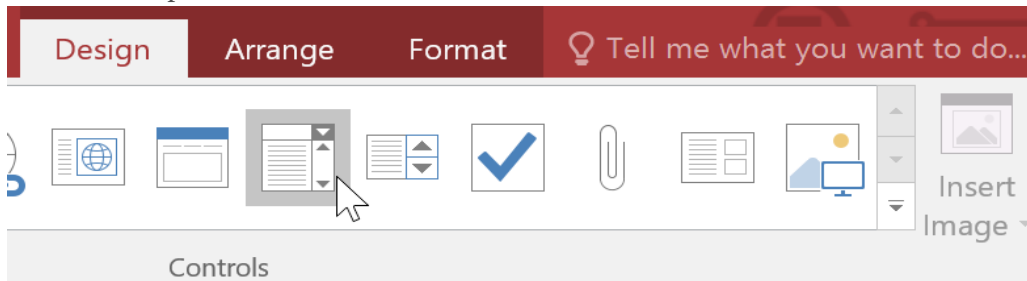 Design Arrange Format Tell me what you want to do...
Insert
Image
Controls